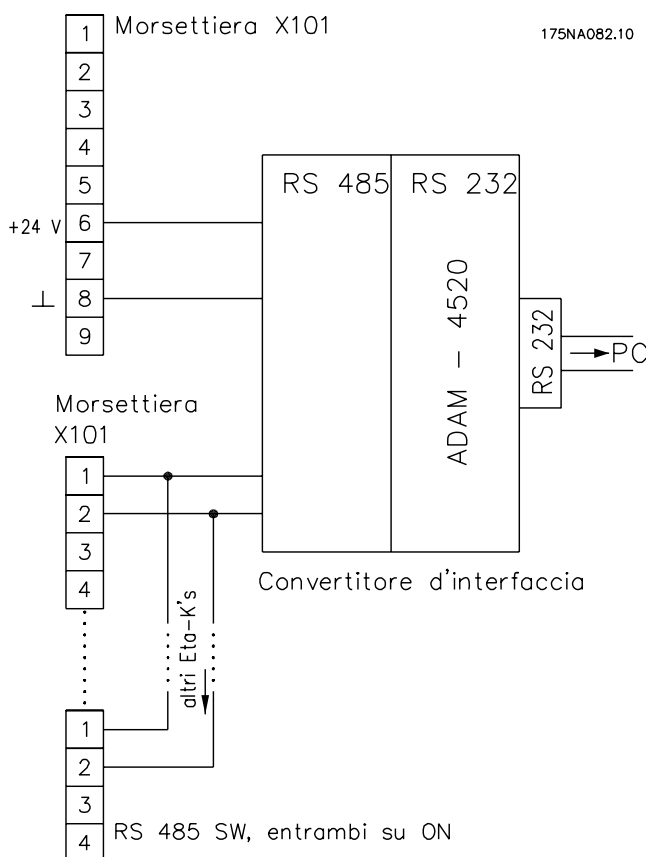 Morsettiera X101
175NA082.10
1
2
3
4
5
+24 V 6
7
8
9
RS 485
RS 232
ADAM - 4520
RS 232
PC
Morsettiera
X101
1
2
3
4
Convertitore d'interfaccia
altri Eta-K's
1
2
3
4
RS 485 SW, entrambi su ON